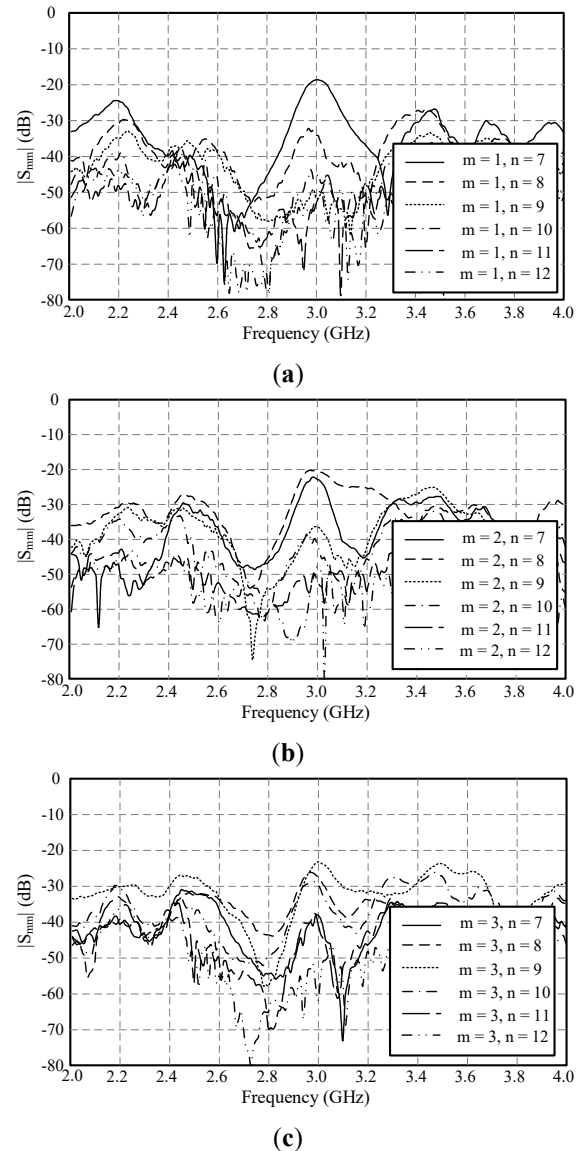 0
-10
-20
-30
-40
-50
-60
-70
-80
|Smn| (dB)
2.0 2.2 2.4 2.6 2.8 3.0 3.2 3.4 3.6 3.8 4.0
Frequency (GHz)
m = 1, n = 7
m = 1, n = 8
m = 1, n = 9
m = 1, n = 10
m = 1, n = 11
m = 1, n = 12
(a)
0
-10
-20
-30
-40
-50
-60
-70
-80
|Smn| (dB)
2.0 2.2 2.4 2.6 2.8 3.0 3.2 3.4 3.6 3.8 4.0
Frequency (GHz)
m = 2, n = 7
m = 2, n = 8
m = 2, n = 9
m = 2, n = 10
m = 2, n = 11
m = 2, n = 12
(b)
0
-10
-20
-30
-40
-50
-60
-70
-80
|Smn| (dB)
2.0 2.2 2.4 2.6 2.8 3.0 3.2 3.4 3.6 3.8 4.0
Frequency (GHz)
m = 3, n = 7
m = 3, n = 8
m = 3, n = 9
m = 3, n = 10
m = 3, n = 11
m = 3, n = 12
(c)